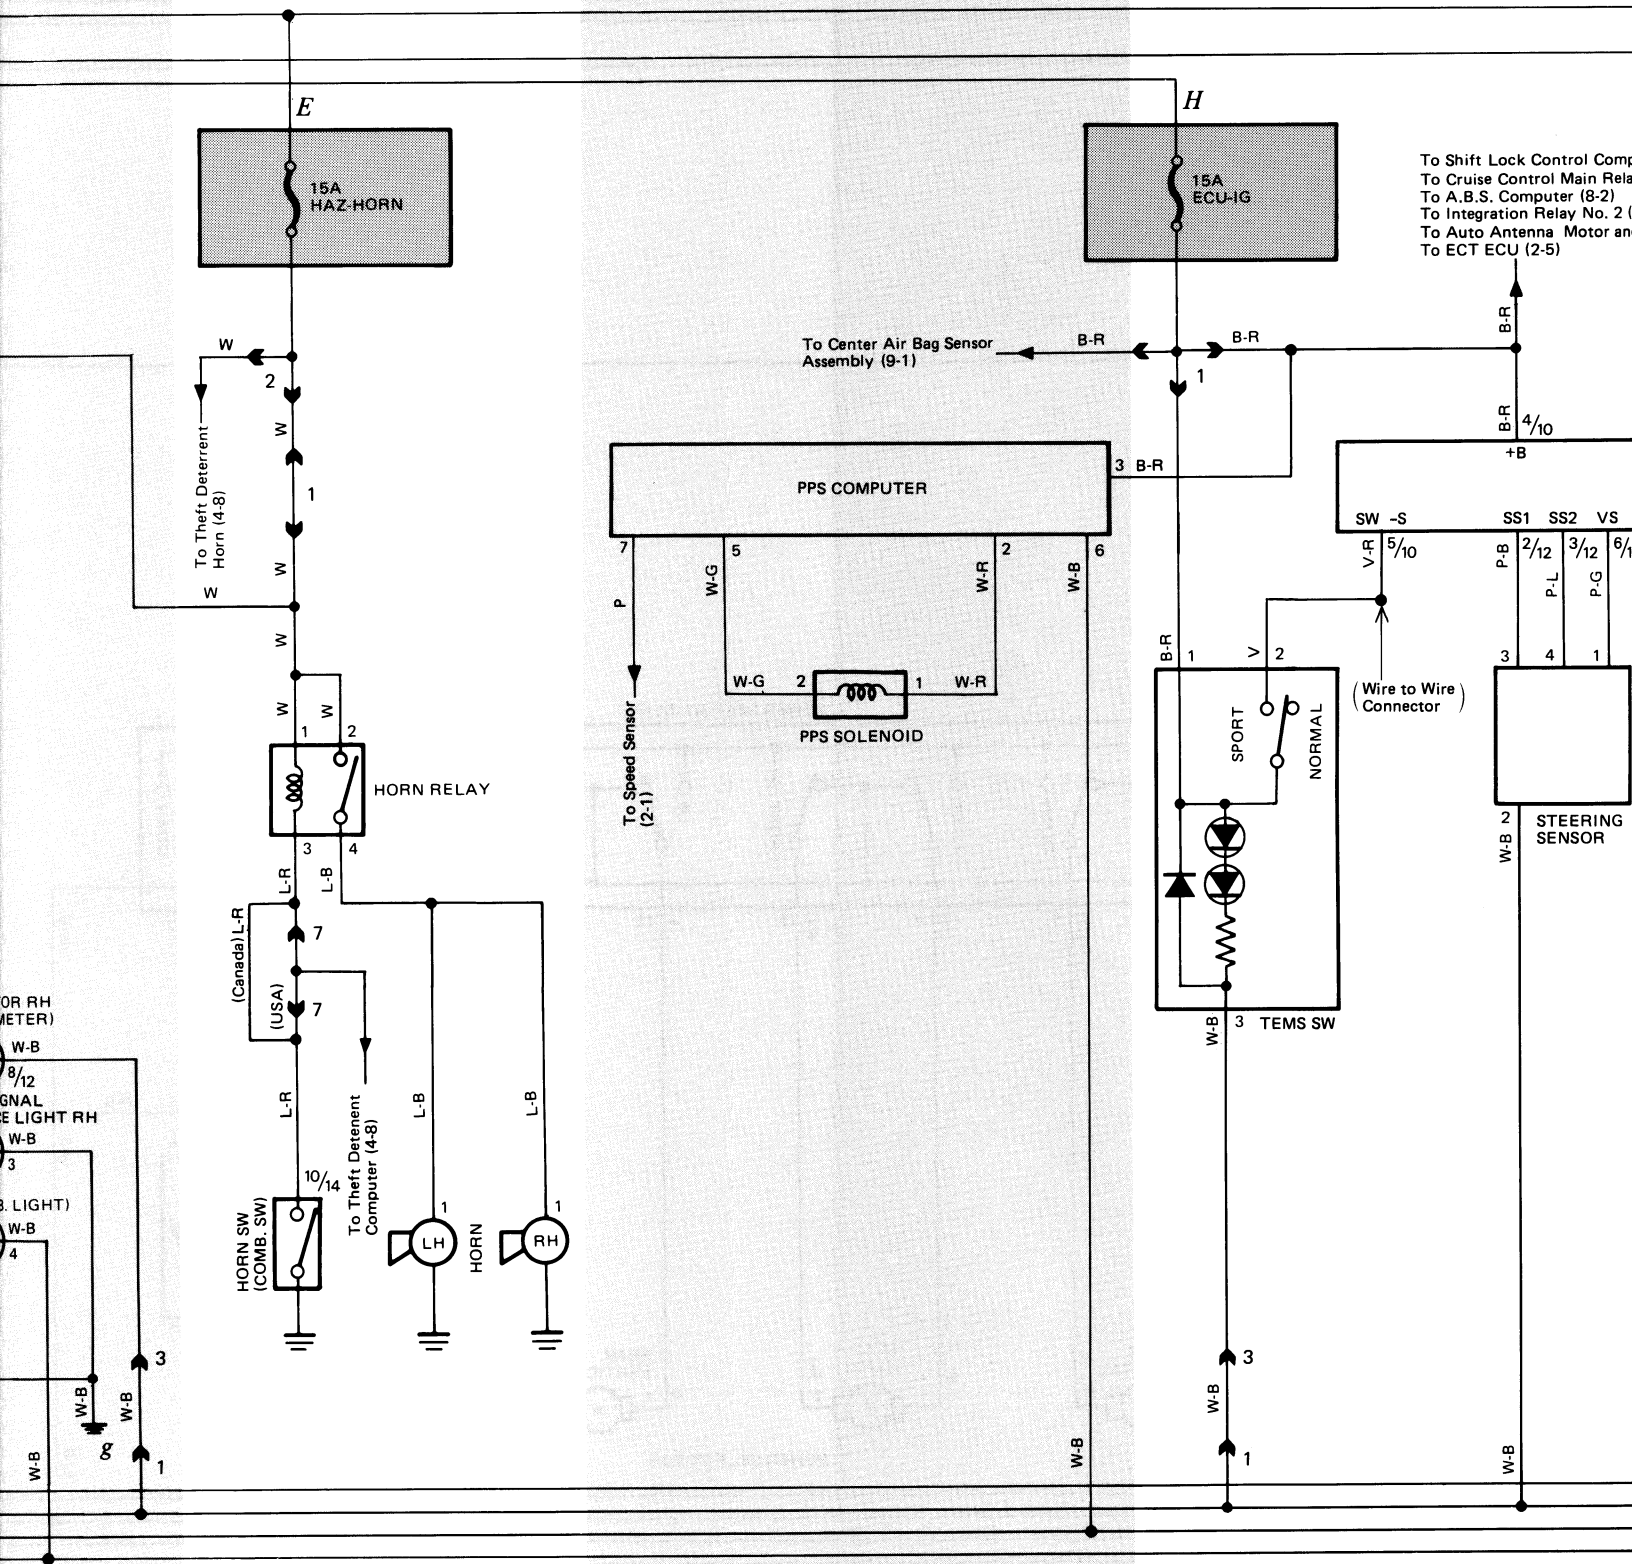 E
15A
HAZ-HORN
W
2
W
To Theft Deterrent
Horn (4-8)
1
W
W
W
W
W
1
2
HORN RELAY
3
4
L-R
L-B
(Canada) L-R
7
(USA)
7
L-R
To Theft Detenent
Computer (4-8)
L-B
L-B
10/14
HORN SW
(COMB. SW)
1
LH
HORN
1
RH
OR RH
METER)
W-B
8/12
GNAL
CE LIGHT RH
W-B
3
B. LIGHT)
W-B
4
3
W-B
W-B
g
W-B
1
H
15A
ECU-IG
To Center Air Bag Sensor
Assembly (9-1)
B-R
B-R
1
PPS COMPUTER
3 B-R
7
5
2
6
P
W-G
W-R
W-B
To Speed Sensor
(2-1)
W-G
2
1
W-R
PPS SOLENOID
W-B
To Shift Lock Control Comp
To Cruise Control Main Rela
To A.B.S. Computer (8-2)
To Integration Relay No. 2 (
To Auto Antenna Motor an
To ECT ECU (2-5)
B-R
B-R
4/10
+B
SW -S
SS1 SS2 VS
V-R
5/10
P-B
2/12
P-L
3/12
P-G
6/1
B-R
1
V
2
(Wire to Wire
Connector)
SPORT
NORMAL
3
4
1
2
STEERING
SENSOR
W-B
W-B
3
TEMS SW
3
W-B
1
W-B